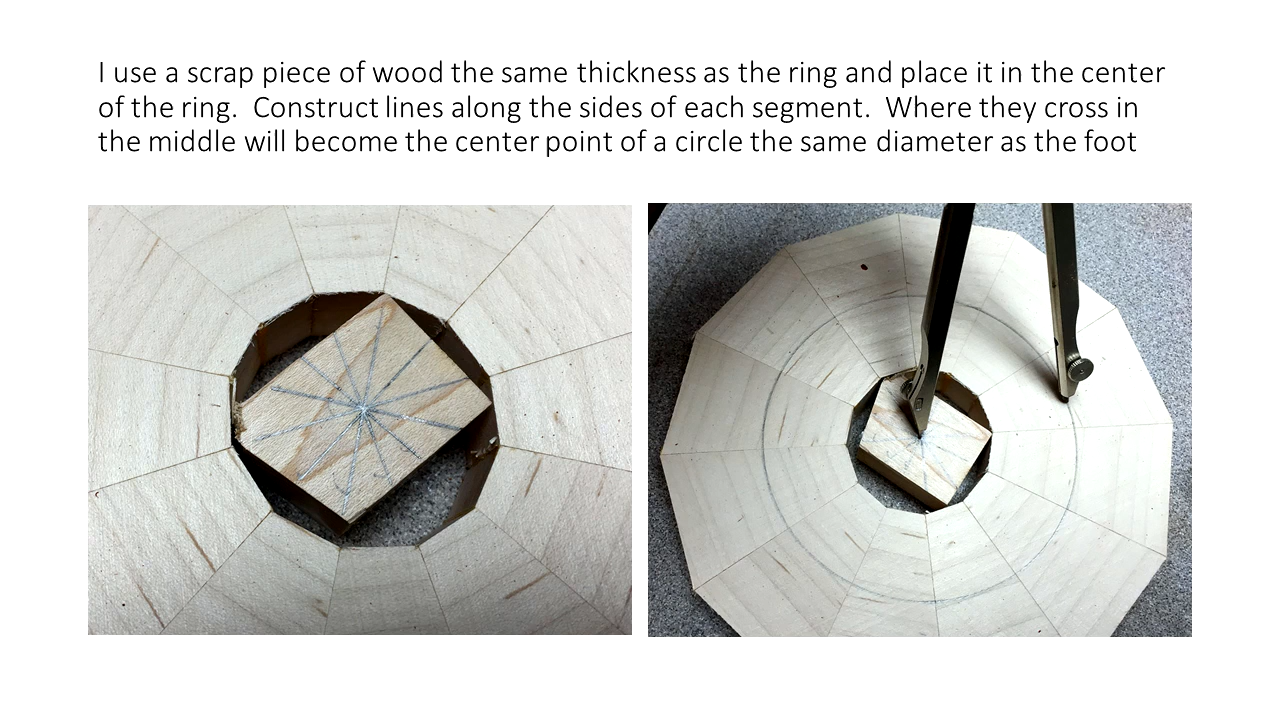 I use a scrap piece of wood the same thickness as the ring and place it in the center
of the ring.  Construct lines along the sides of each segment.  Where they cross in
the middle will become the center point of a circle the same diameter as the foot